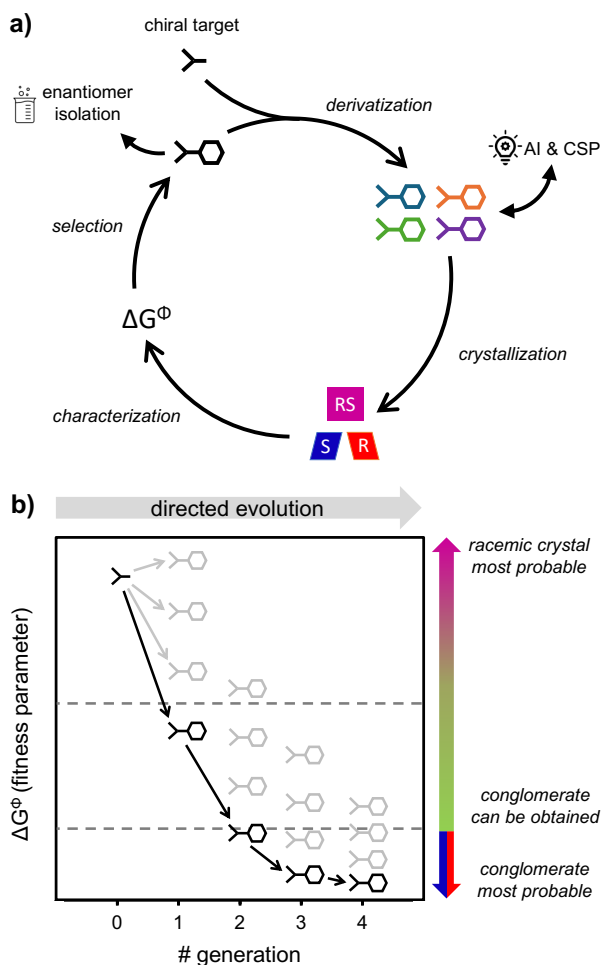 a)
chiral target
enantiomer
isolation
derivatization
AI & CSP
selection
ΔG^Φ
crystallization
characterization
RS
S
R
b)
directed evolution
racemic crystal
most probable
ΔG^Φ (fitness parameter)
conglomerate
can be obtained
conglomerate
most probable
0 1 2 3 4
# generation